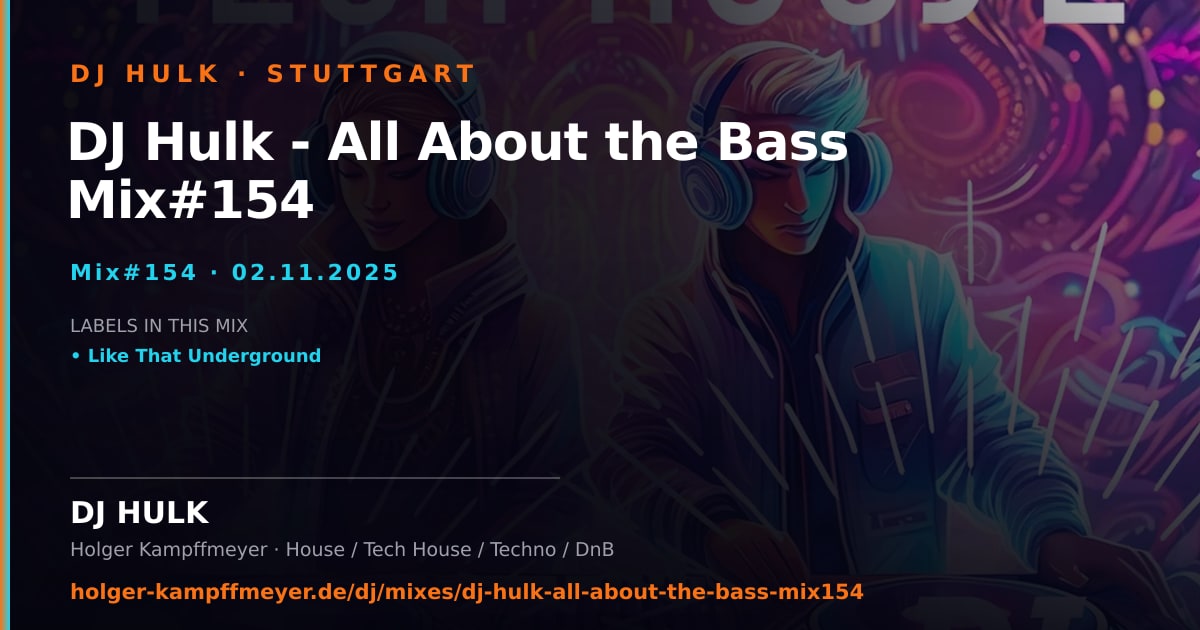 TECH HOUSE
DJ HULK · STUTTGART
DJ Hulk - All About the Bass
Mix#154
Mix#154 · 02.11.2025
LABELS IN THIS MIX
• Like That Underground
DJ HULK
Holger Kampffmeyer · House / Tech House / Techno / DnB
holger-kampffmeyer.de/dj/mixes/dj-hulk-all-about-the-bass-mix154